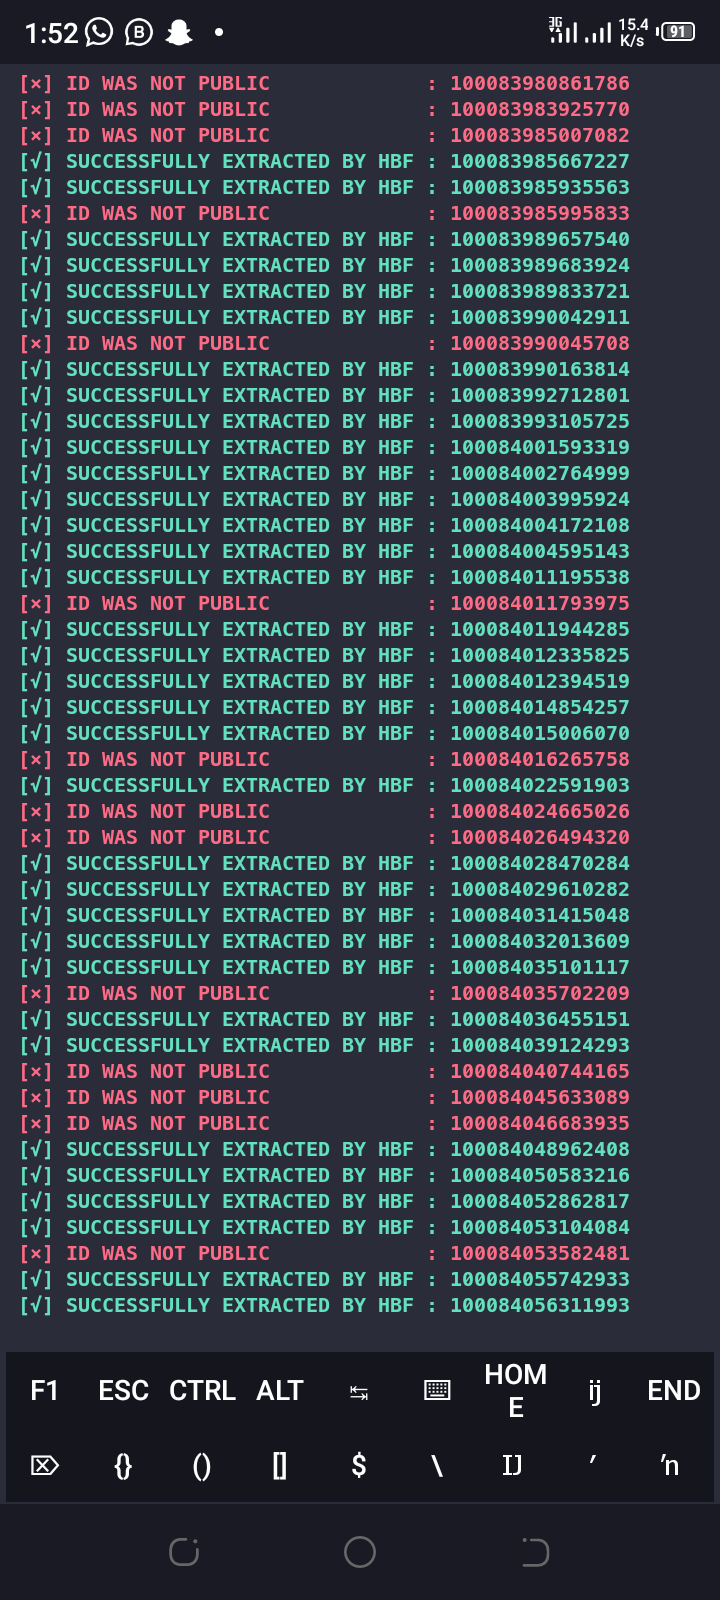 1:52
3G 15.4 K/s 91
[×] ID WAS NOT PUBLIC : 100083980861786
[×] ID WAS NOT PUBLIC : 100083983925770
[×] ID WAS NOT PUBLIC : 100083985007082
[√] SUCCESSFULLY EXTRACTED BY HBF : 100083985667227
[√] SUCCESSFULLY EXTRACTED BY HBF : 100083985935563
[×] ID WAS NOT PUBLIC : 100083985995833
[√] SUCCESSFULLY EXTRACTED BY HBF : 100083989657540
[√] SUCCESSFULLY EXTRACTED BY HBF : 100083989683924
[√] SUCCESSFULLY EXTRACTED BY HBF : 100083989833721
[√] SUCCESSFULLY EXTRACTED BY HBF : 100083990042911
[×] ID WAS NOT PUBLIC : 100083990045708
[√] SUCCESSFULLY EXTRACTED BY HBF : 100083990163814
[√] SUCCESSFULLY EXTRACTED BY HBF : 100083992712801
[√] SUCCESSFULLY EXTRACTED BY HBF : 100083993105725
[√] SUCCESSFULLY EXTRACTED BY HBF : 100084001593319
[√] SUCCESSFULLY EXTRACTED BY HBF : 100084002764999
[√] SUCCESSFULLY EXTRACTED BY HBF : 100084003995924
[√] SUCCESSFULLY EXTRACTED BY HBF : 100084004172108
[√] SUCCESSFULLY EXTRACTED BY HBF : 100084004595143
[√] SUCCESSFULLY EXTRACTED BY HBF : 100084011195538
[×] ID WAS NOT PUBLIC : 100084011793975
[√] SUCCESSFULLY EXTRACTED BY HBF : 100084011944285
[√] SUCCESSFULLY EXTRACTED BY HBF : 100084012335825
[√] SUCCESSFULLY EXTRACTED BY HBF : 100084012394519
[√] SUCCESSFULLY EXTRACTED BY HBF : 100084014854257
[√] SUCCESSFULLY EXTRACTED BY HBF : 100084015006070
[×] ID WAS NOT PUBLIC : 100084016265758
[√] SUCCESSFULLY EXTRACTED BY HBF : 100084022591903
[×] ID WAS NOT PUBLIC : 100084024665026
[×] ID WAS NOT PUBLIC : 100084026494320
[√] SUCCESSFULLY EXTRACTED BY HBF : 100084028470284
[√] SUCCESSFULLY EXTRACTED BY HBF : 100084029610282
[√] SUCCESSFULLY EXTRACTED BY HBF : 100084031415048
[√] SUCCESSFULLY EXTRACTED BY HBF : 100084032013609
[√] SUCCESSFULLY EXTRACTED BY HBF : 100084035101117
[×] ID WAS NOT PUBLIC : 100084035702209
[√] SUCCESSFULLY EXTRACTED BY HBF : 100084036455151
[√] SUCCESSFULLY EXTRACTED BY HBF : 100084039124293
[×] ID WAS NOT PUBLIC : 100084040744165
[×] ID WAS NOT PUBLIC : 100084045633089
[×] ID WAS NOT PUBLIC : 100084046683935
[√] SUCCESSFULLY EXTRACTED BY HBF : 100084048962408
[√] SUCCESSFULLY EXTRACTED BY HBF : 100084050583216
[√] SUCCESSFULLY EXTRACTED BY HBF : 100084052862817
[√] SUCCESSFULLY EXTRACTED BY HBF : 100084053104084
[×] ID WAS NOT PUBLIC : 100084053582481
[√] SUCCESSFULLY EXTRACTED BY HBF : 100084055742933
[√] SUCCESSFULLY EXTRACTED BY HBF : 100084056311993
F1 ESC CTRL ALT ⭾ ⌨ HOME ĳ END
⌦ {} () [] $ \ Ĳ ′ ŉ